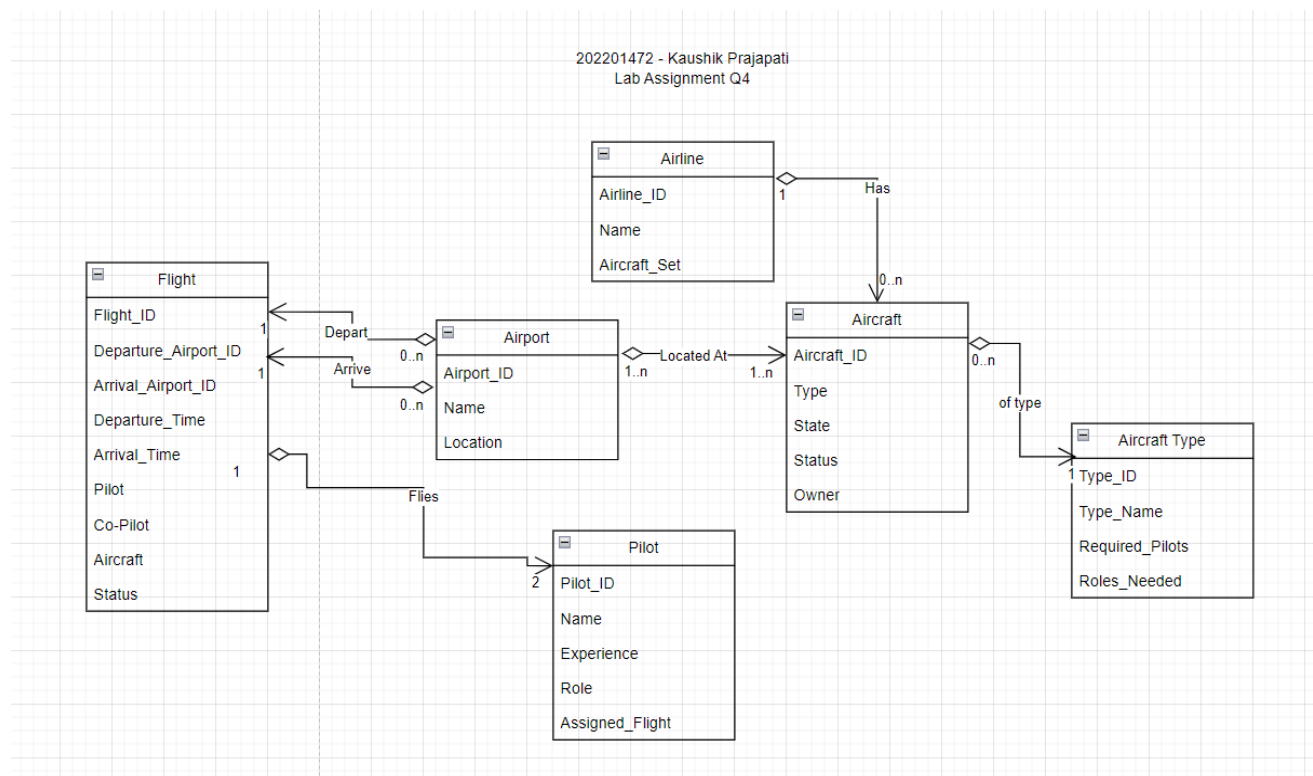 202201472 - Kaushik Prajapati
Lab Assignment Q4
Airline
Airline_ID
Name
Aircraft_Set
1
Has
0..n
Flight
Flight_ID
Departure_Airport_ID
Arrival_Airport_ID
Departure_Time
Arrival_Time
Pilot
Co-Pilot
Aircraft
Status
1
Depart
0..n
1
Arrive
0..n
1
Flies
2
Airport
Airport_ID
Name
Location
1..n
Located At
1..n
Aircraft
Aircraft_ID
Type
State
Status
Owner
0..n
of type
1
Aircraft Type
Type_ID
Type_Name
Required_Pilots
Roles_Needed
Pilot
Pilot_ID
Name
Experience
Role
Assigned_Flight